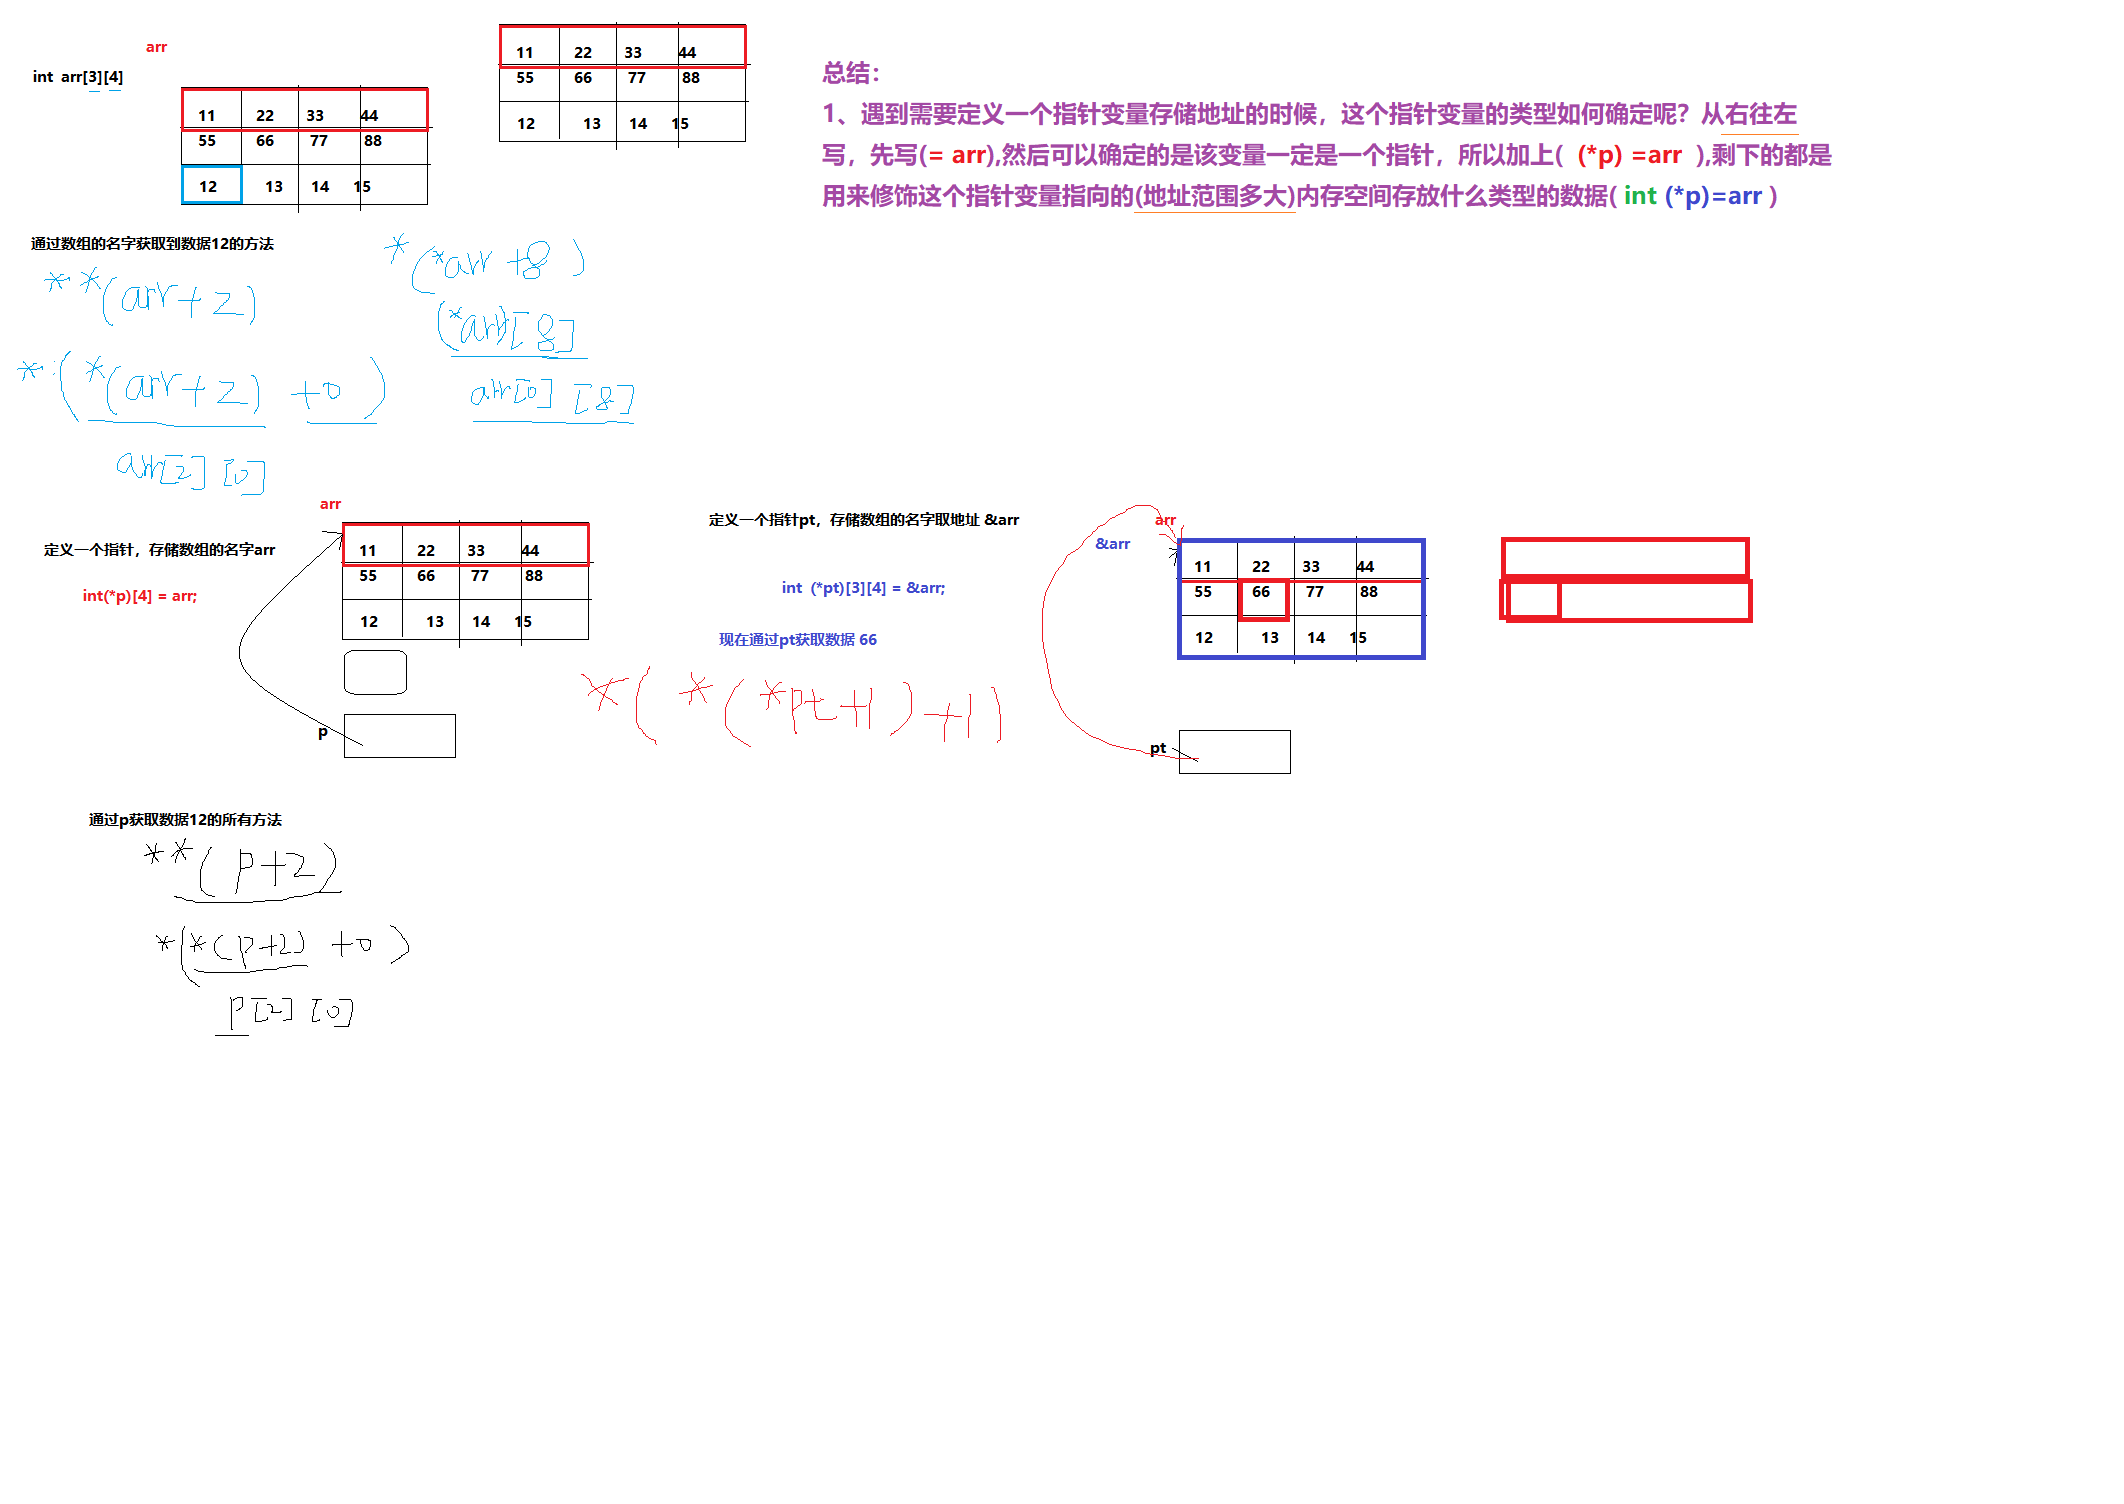 arr
int arr[3][4]
11 22 33 44
55 66 77 88
12 13 14 15
11 22 33 44
55 66 77 88
12 13 14 15
总结：
1、遇到需要定义一个指针变量存储地址的时候，这个指针变量的类型如何确定呢？从右往左
写，先写(= arr),然后可以确定的是该变量一定是一个指针，所以加上( (*p) =arr ),剩下的都是
用来修饰这个指针变量指向的(地址范围多大)内存空间存放什么类型的数据( int (*p)=arr )
通过数组的名字获取到数据12的方法
**(arr+2)
*(*(arr+2) +0)
arr[2][0]
*(*arr+8)
(*arr)[8]
arr[0][8]
定义一个指针，存储数组的名字arr
int(*p)[4] = arr;
arr
11 22 33 44
55 66 77 88
12 13 14 15
p
定义一个指针pt，存储数组的名字取地址 &arr
int (*pt)[3][4] = &arr;
现在通过pt获取数据 66
*(*(*pt+1)+1)
arr
&arr
11 22 33 44
55 66 77 88
12 13 14 15
pt
通过p获取数据12的所有方法
**(p+2)
*(*(p+2) +0)
p[2][0]